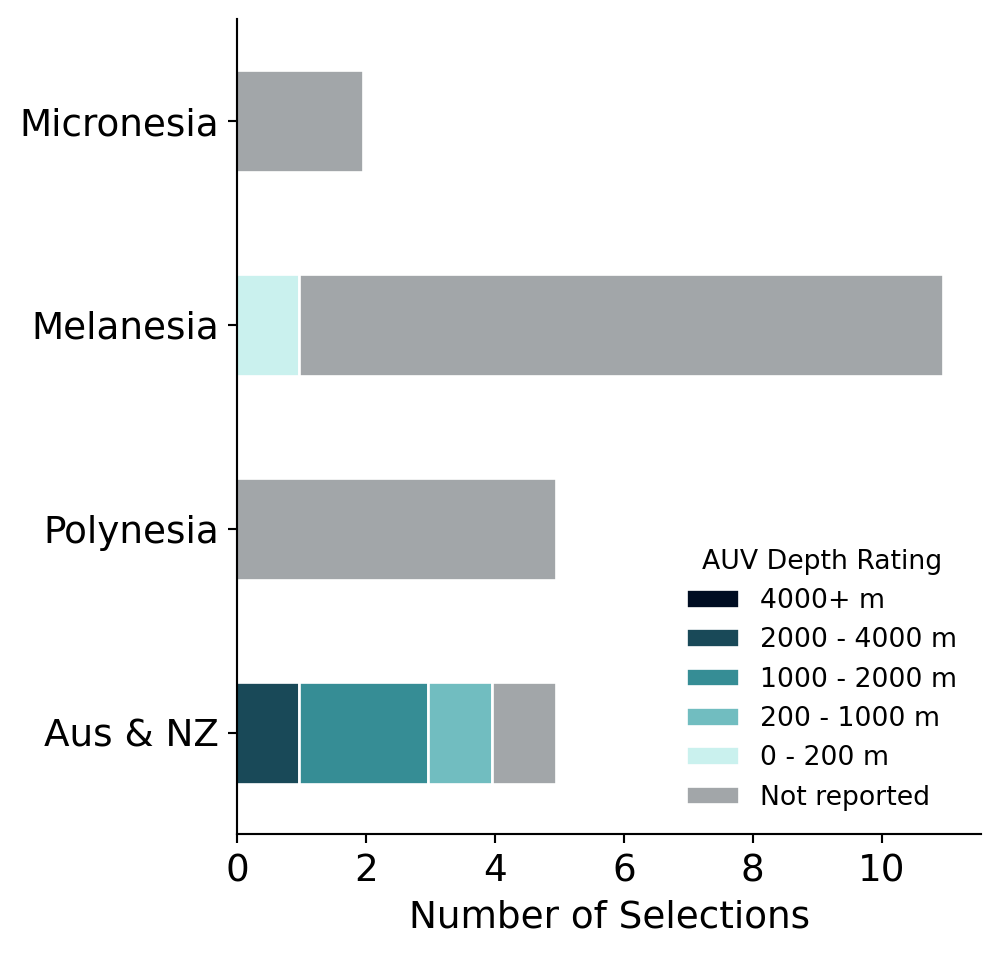 Micronesia
Melanesia
Polynesia
Aus & NZ
AUV Depth Rating
4000+ m
2000 - 4000 m
1000 - 2000 m
200 - 1000 m
0 - 200 m
Not reported
0 2 4 6 8 10
Number of Selections